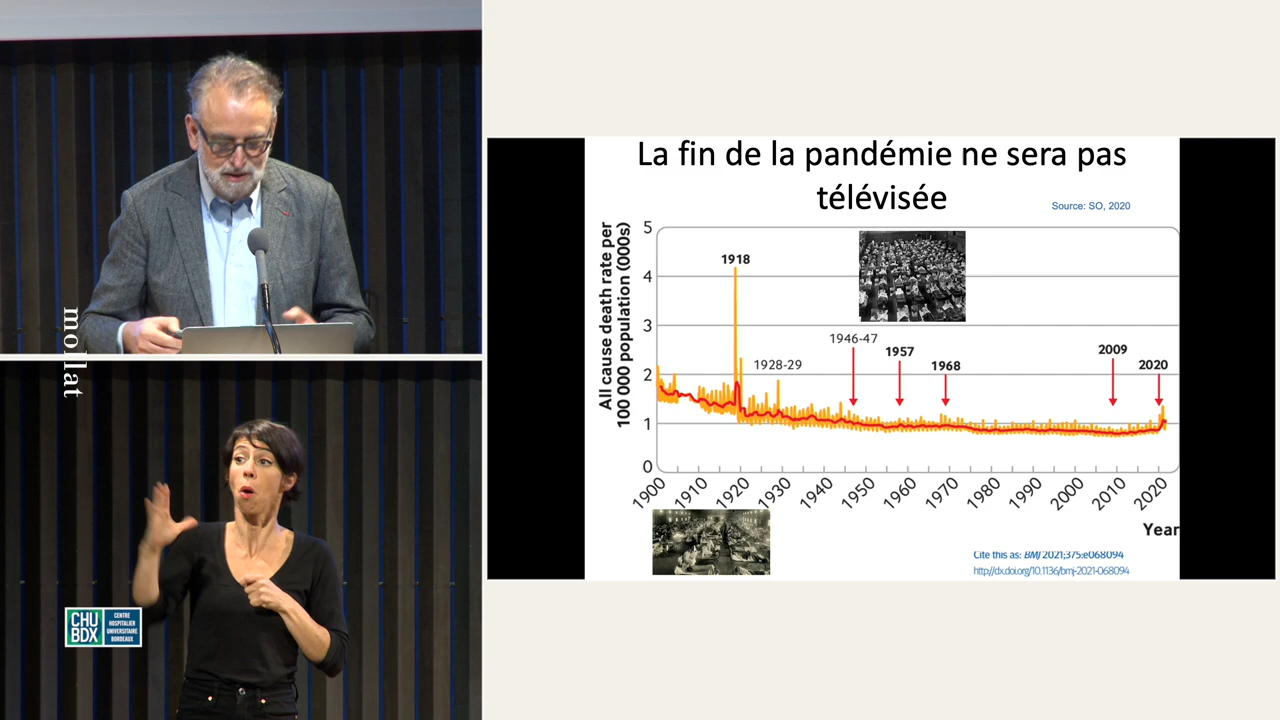 mollat
CHU
BDX
CENTRE
HOSPITALIER
UNIVERSITAIRE
BORDEAUX
La fin de la pandémie ne sera pas
télévisée
Source: SO, 2020
All cause death rate per
100 000 population (000s)
5
4
3
2
1
0
1918
1928-29
1946-47
1957
1968
2009
2020
1900
1910
1920
1930
1940
1950
1960
1970
1980
1990
2000
2010
2020
Year
Cite this as: BMJ 2021;375:e068094
http://dx.doi.org/10.1136/bmj-2021-068094